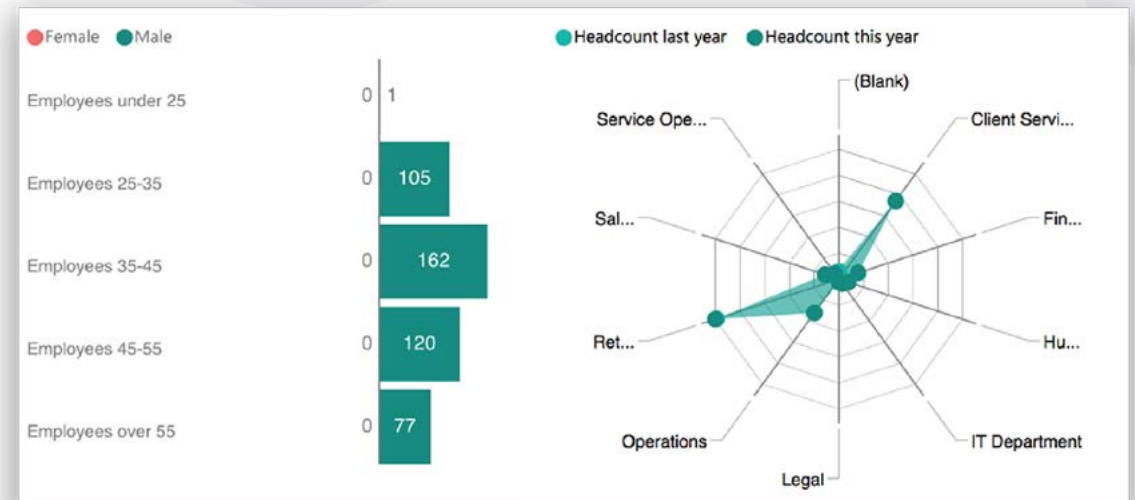 Female Male
Employees under 25 0 1
Employees 25-35 0 105
Employees 35-45 0 162
Employees 45-55 0 120
Employees over 55 0 77
Headcount last year Headcount this year
(Blank)
Service Ope... Client Servi...
Sal... Fin...
Ret... Hu...
Operations IT Department
Legal